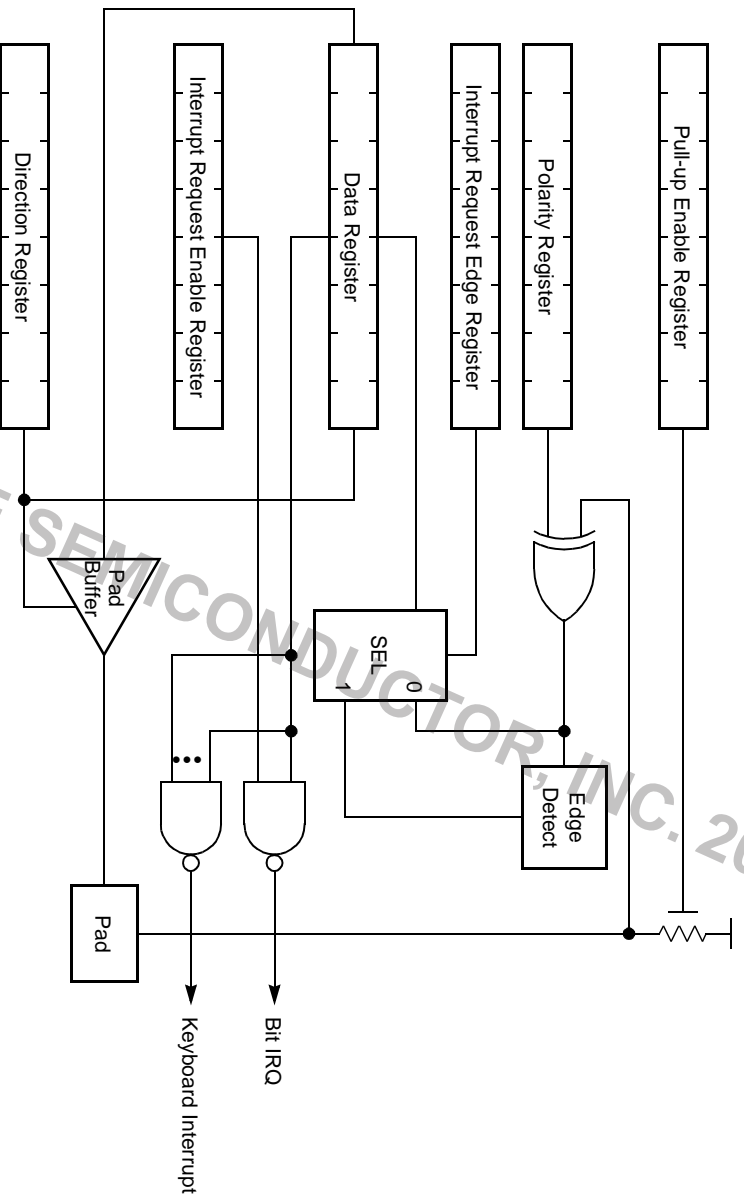 Pull-up Enable Register
Polarity Register
Interrupt Request Edge Register
Data Register
Interrupt Request Enable Register
Direction Register
SEL
0
1
Edge
Detect
Pad
Buffer
Pad
Bit IRQ
Keyboard Interrupt
E SEMICONDUCTOR, INC. 20